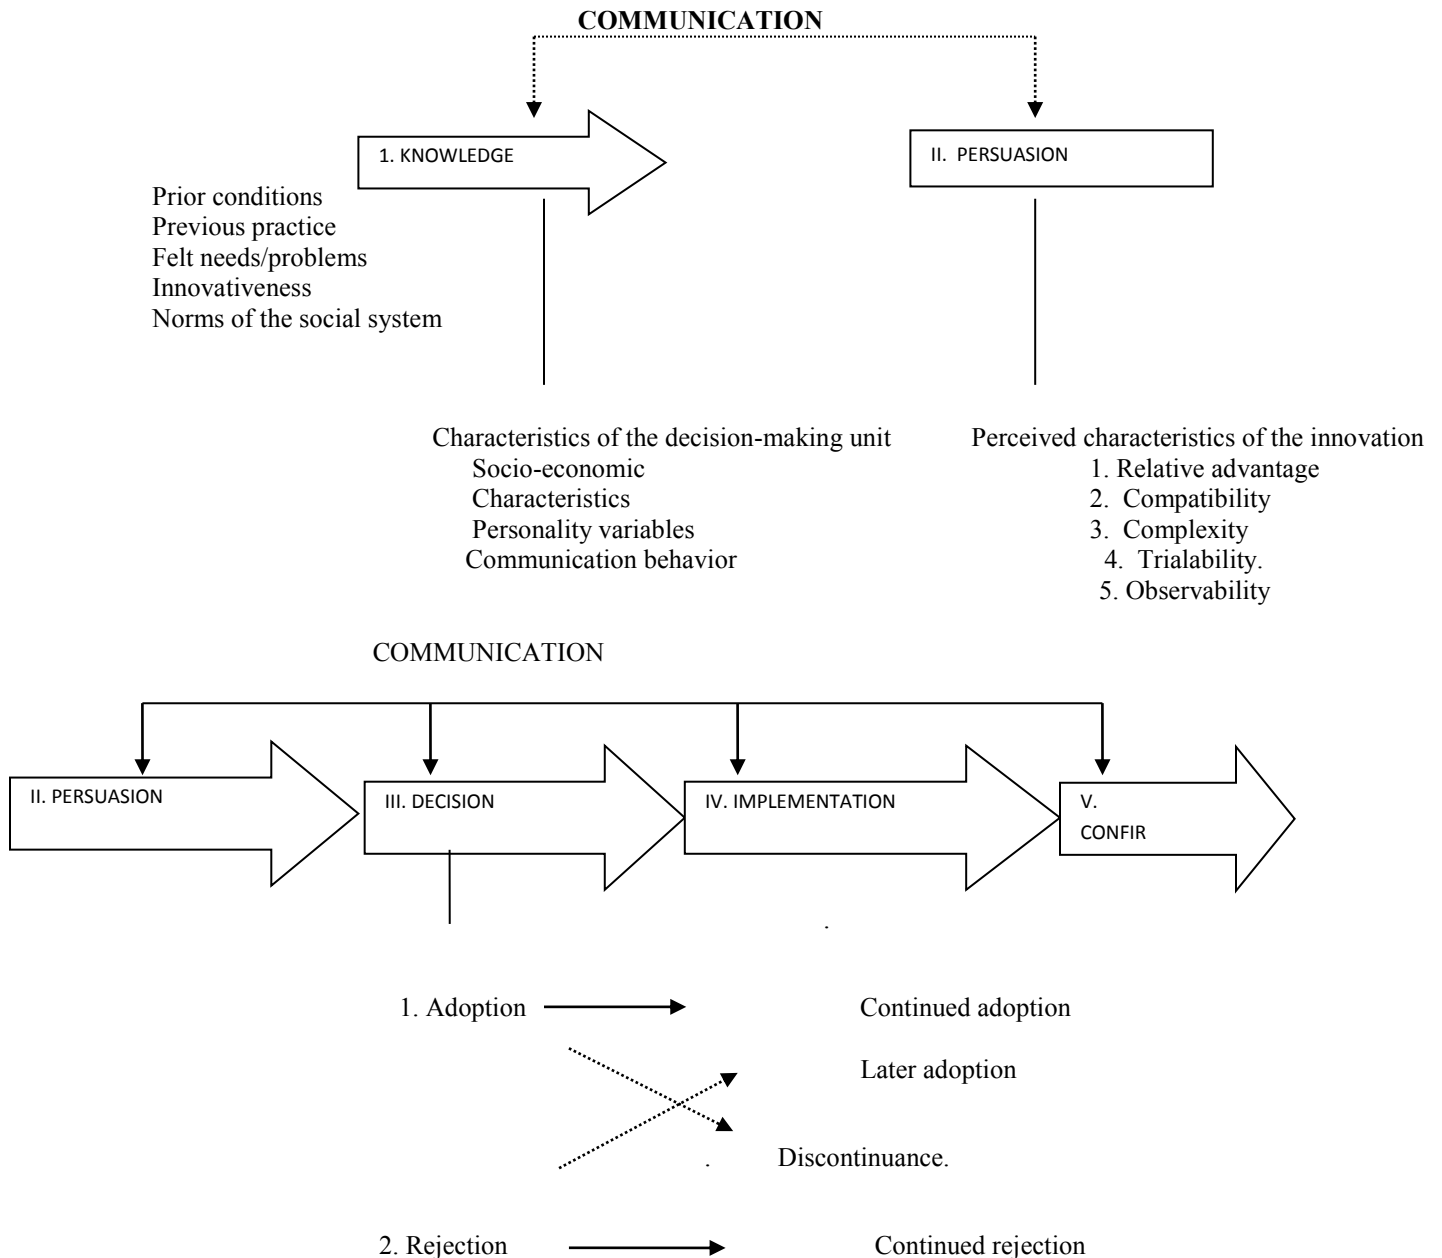 COMMUNICATION
1. KNOWLEDGE
II. PERSUASION
Prior conditions
Previous practice
Felt needs/problems
Innovativeness
Norms of the social system
Characteristics of the decision-making unit
Socio-economic
Characteristics
Personality variables
Communication behavior
Perceived characteristics of the innovation
1. Relative advantage
2. Compatibility
3. Complexity
4. Trialability.
5. Observability
COMMUNICATION
II. PERSUASION
III. DECISION
IV. IMPLEMENTATION
V.
CONFIR
.
1. Adoption
Continued adoption
Later adoption
. Discontinuance.
2. Rejection
Continued rejection